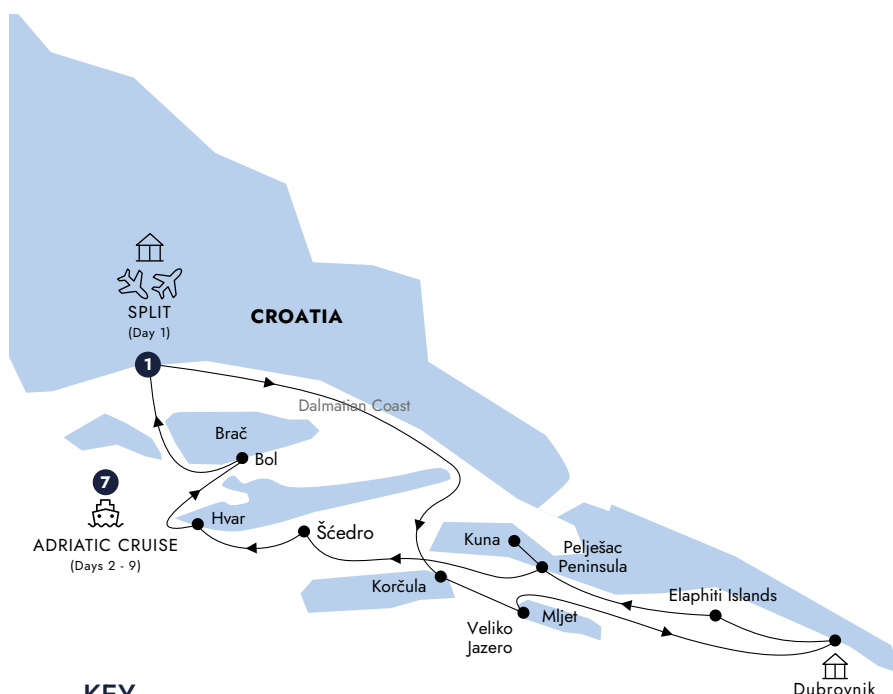 SPLIT
(Day 1)
1
CROATIA
Dalmatian Coast
Brač
Bol
7
ADRIATIC CRUISE
(Days 2 - 9)
Hvar
Šćedro
Kuna
Pelješac
Peninsula
Korčula
Elaphiti Islands
Mljet
Veliko
Jazero
Dubrovnik
KEY